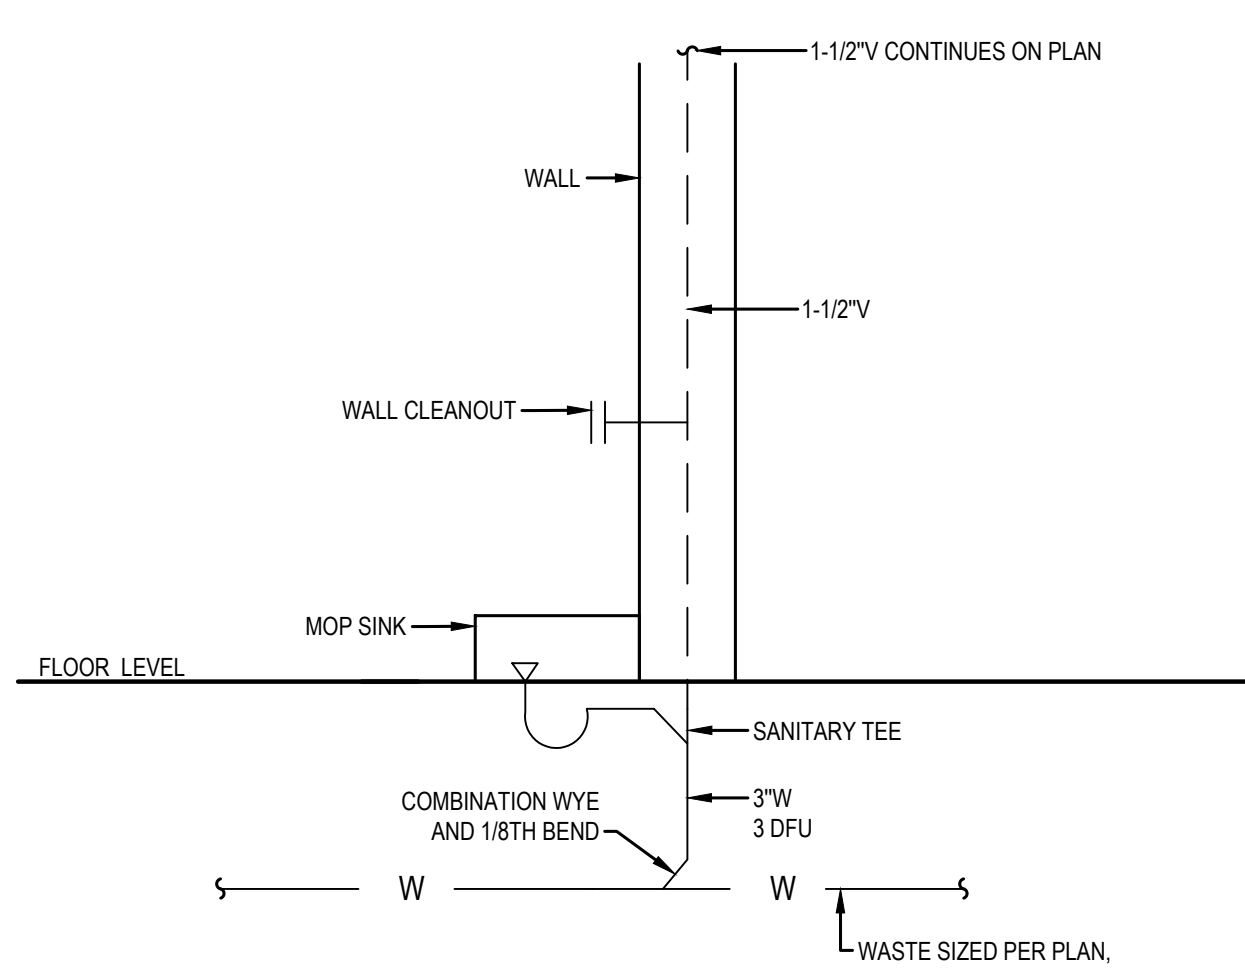 1-1/2"V CONTINUES ON PLAN
WALL
1-1/2"V
WALL CLEANOUT
MOP SINK
FLOOR LEVEL
SANITARY TEE
3"W
3 DFU
COMBINATION WYE
AND 1/8TH BEND
W
W
WASTE SIZED PER PLAN,